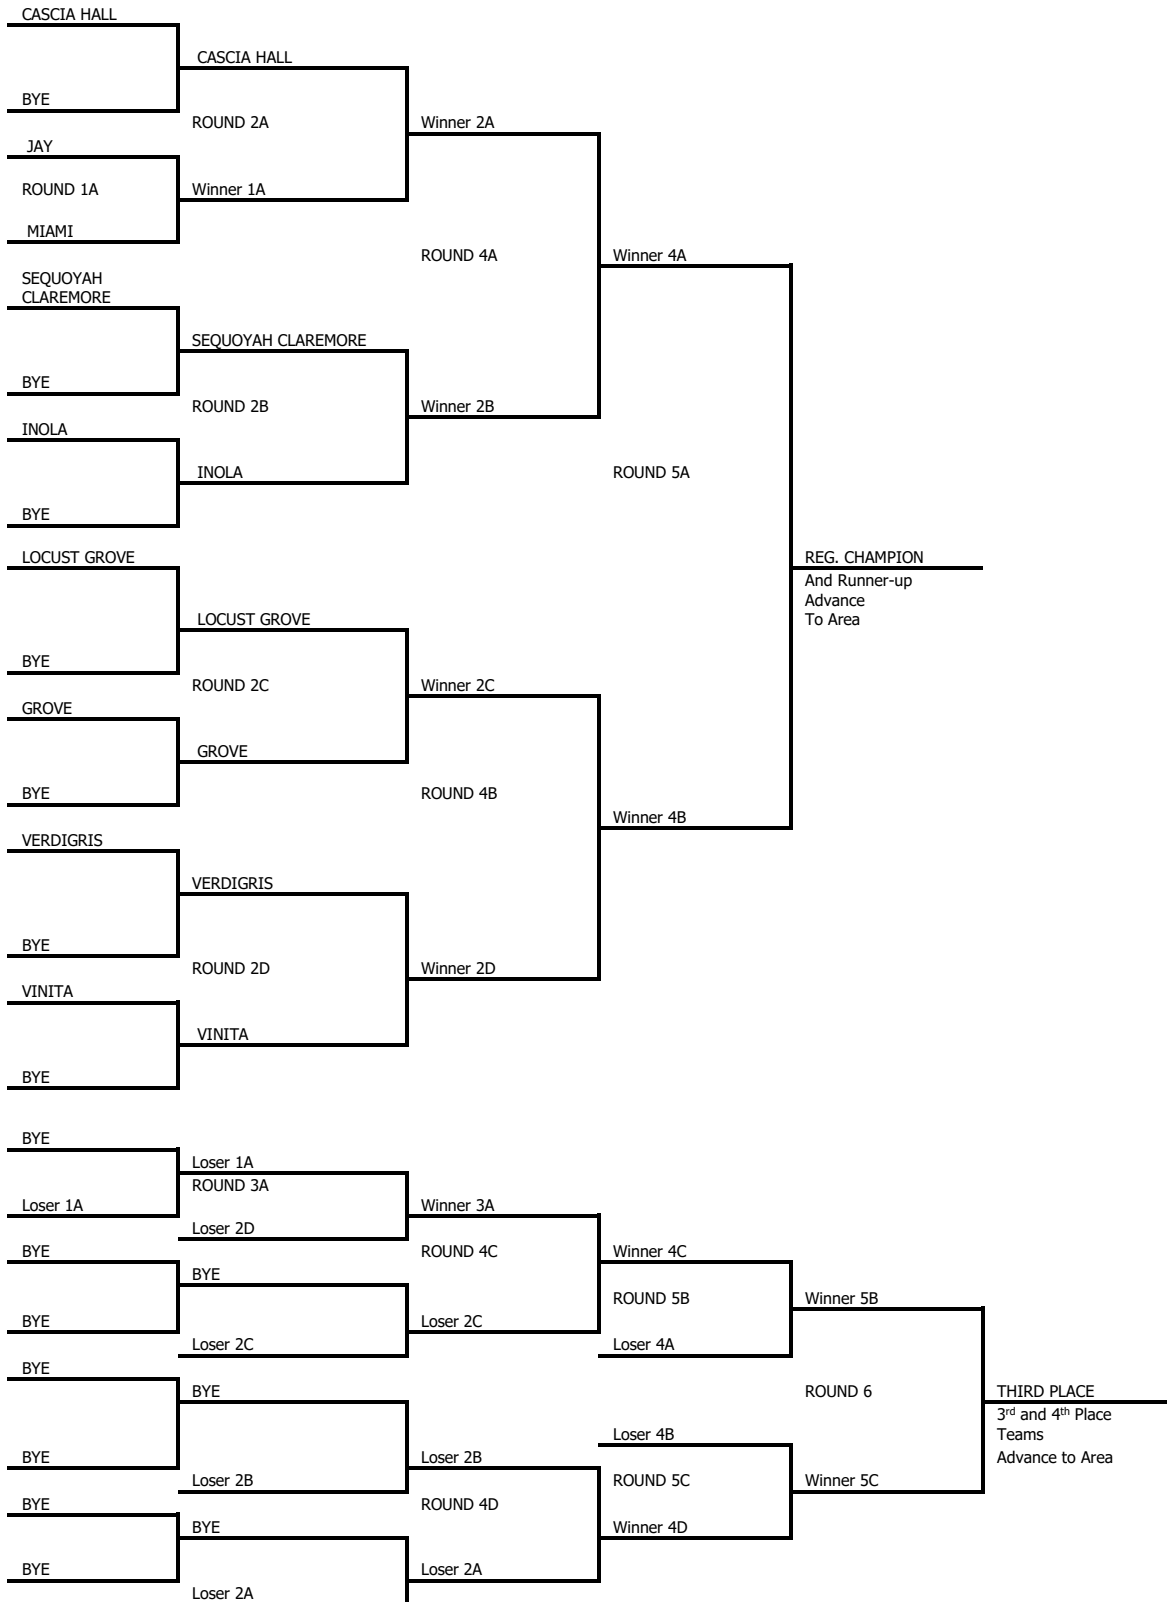 CASCIA HALL
CASCIA HALL
BYE
ROUND 2A
Winner 2A
JAY
ROUND 1A
Winner 1A
MIAMI
ROUND 4A
Winner 4A
SEQUOYAH
CLAREMORE
SEQUOYAH CLAREMORE
BYE
ROUND 2B
Winner 2B
INOLA
INOLA
ROUND 5A
BYE
LOCUST GROVE
REG. CHAMPION
And Runner-up
Advance
To Area
LOCUST GROVE
BYE
ROUND 2C
Winner 2C
GROVE
GROVE
BYE
ROUND 4B
Winner 4B
VERDIGRIS
VERDIGRIS
BYE
ROUND 2D
Winner 2D
VINITA
VINITA
BYE
BYE
Loser 1A
ROUND 3A
Loser 1A
Winner 3A
Loser 2D
BYE
ROUND 4C
Winner 4C
BYE
ROUND 5B
Winner 5B
BYE
Loser 2C
Loser 2C
Loser 4A
BYE
BYE
ROUND 6
THIRD PLACE
3rd and 4th Place
Teams
Advance to Area
Loser 4B
BYE
Loser 2B
Loser 2B
ROUND 5C
Winner 5C
BYE
ROUND 4D
BYE
Winner 4D
BYE
Loser 2A
Loser 2A